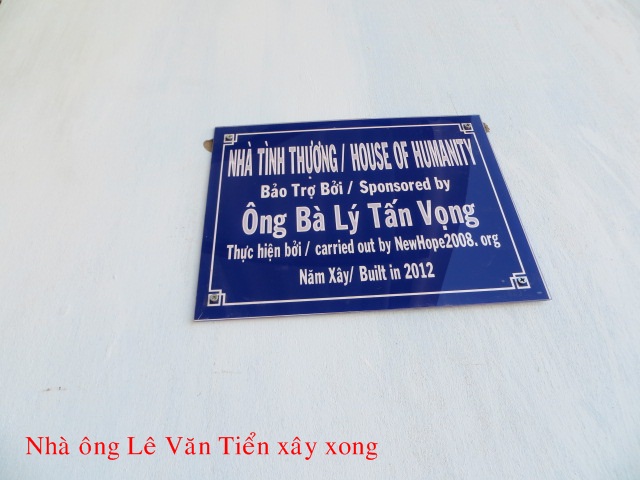 NHÀ TÌNH THƯƠNG / HOUSE OF HUMANITY
Bảo Trợ Bởi / Sponsored by
Ông Bà Lý Tấn Vọng
Thực hiện bởi / carried out by NewHope2008. org
Năm Xây/ Built in 2012
Nhà ông Lê Văn Tiển xây xong